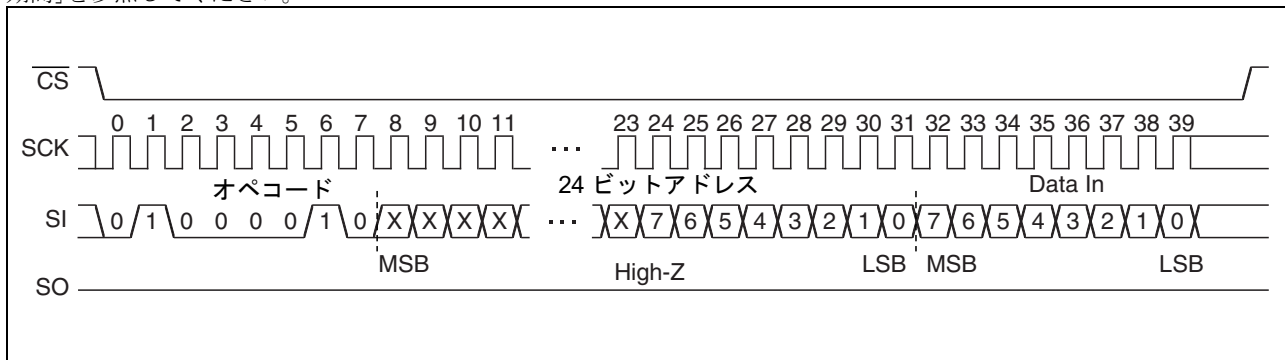 CS
0 1 2 3 4 5 6 7 8 9 10 11 23 24 25 26 27 28 29 30 31 32 33 34 35 36 37 38 39
SCK ...
オペコード 24 ビットアドレス Data In
SI 0 1 0 0 0 0 1 0 X X X X ... X 7 6 5 4 3 2 1 0 7 6 5 4 3 2 1 0
MSB High-Z LSB MSB LSB
SO